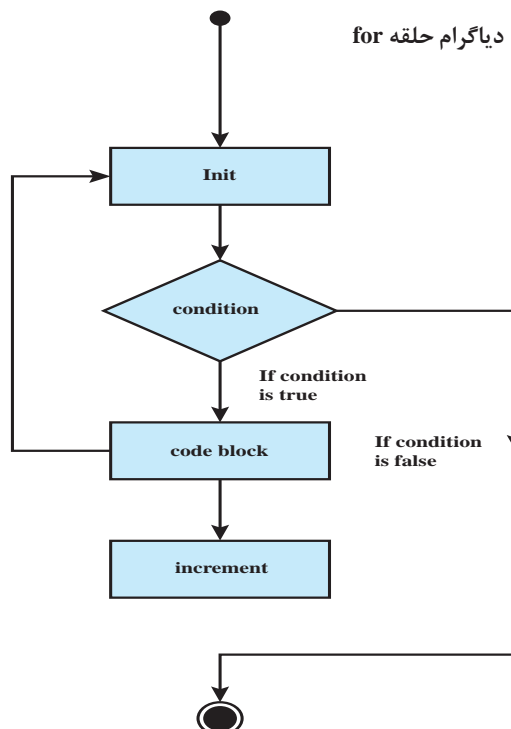 دیاگرام حلقه for
Init
condition
If condition
is true
code block
If condition
is false
increment